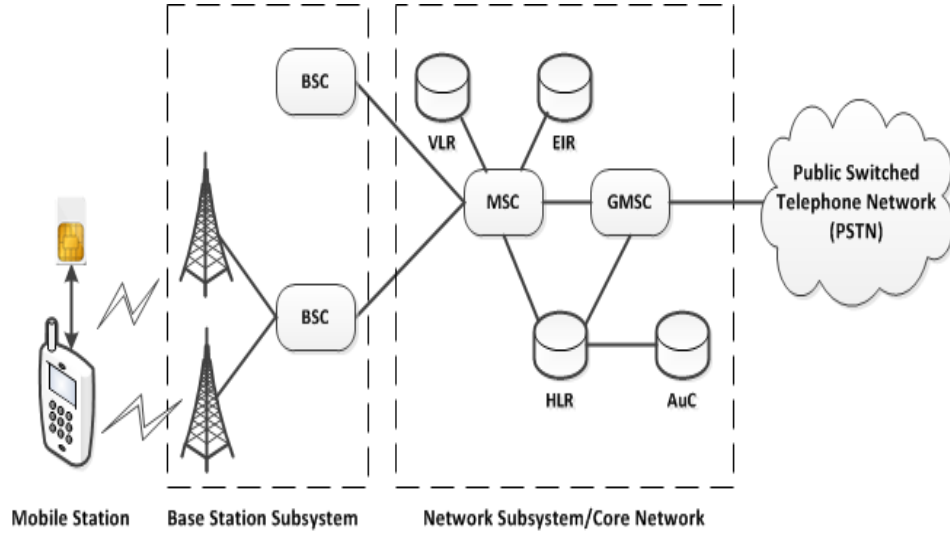 BSC
VLR
EIR
MSC
GMSC
Public Switched
Telephone Network
(PSTN)
BSC
HLR
AuC
Mobile Station
Base Station Subsystem
Network Subsystem/Core Network